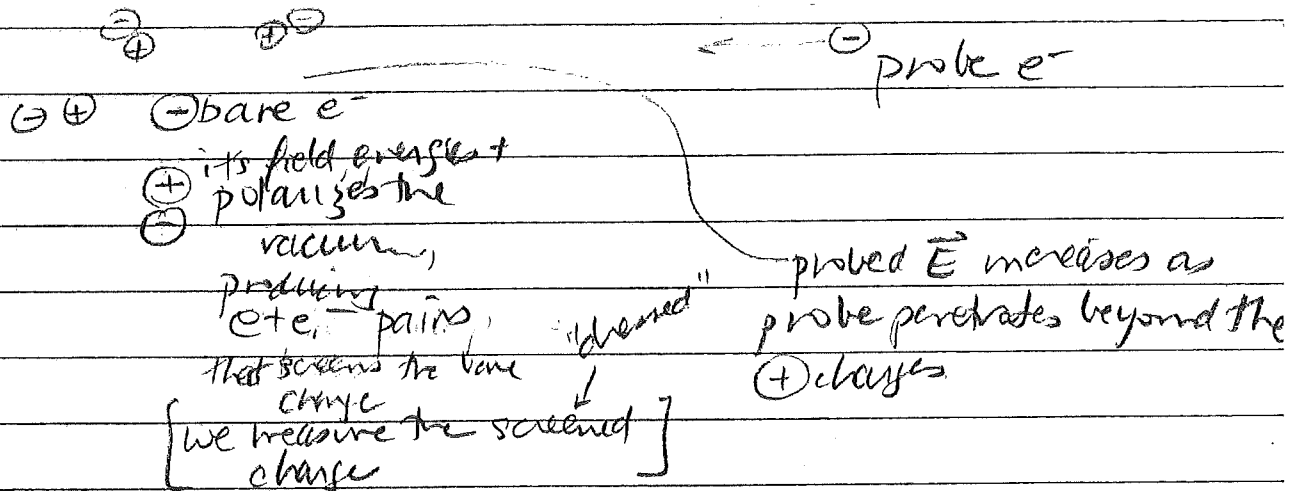 ⊖ ⊕ ⊕ ⊖
⊖
probe e⁻
⊖ ⊕ ⊖ bare e⁻
it's field energies +
⊕ polarizes the
⊖
vacuum,
producing
e+e,⁻ pairs,
that screens the bare
charge
"dressed"
↓
[we measure the screened
charge]
probed E⃗ increases as
probe penetrates beyond the
⊕ charges